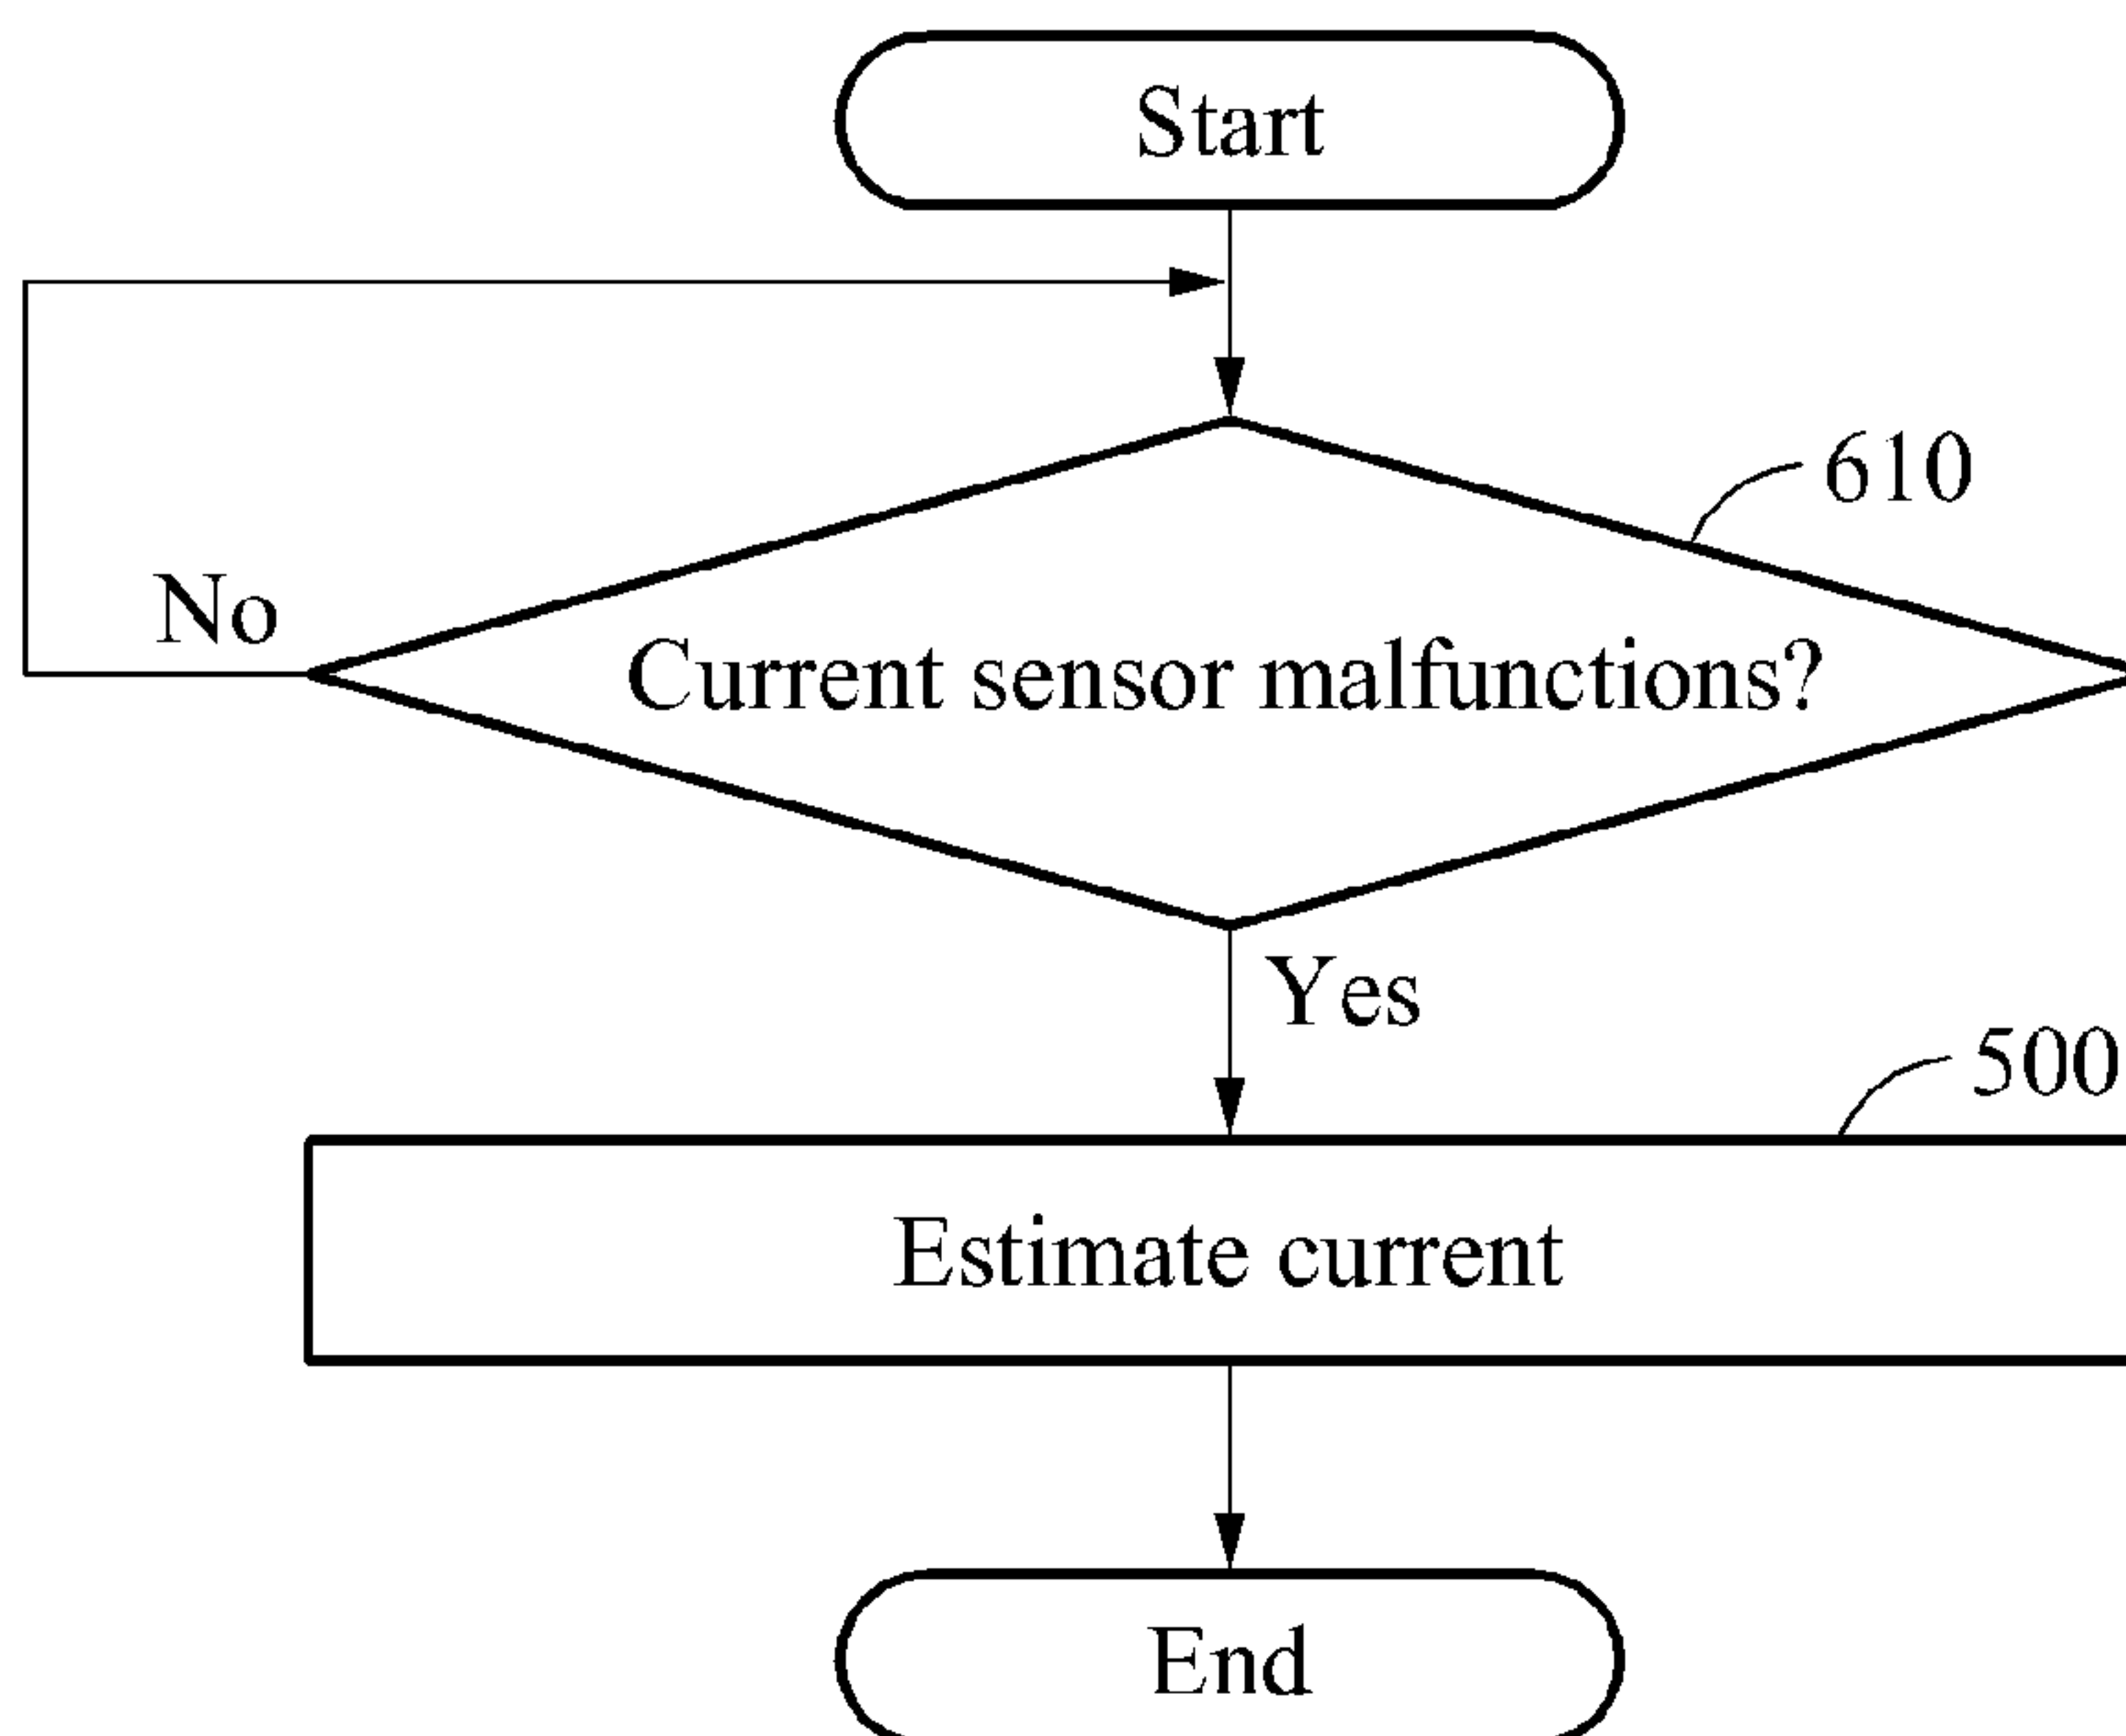 Start
610
No
Current sensor malfunctions?
Yes
500
Estimate current
End